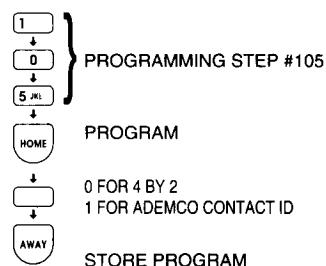 1
0
PROGRAMMING STEP #105
5 JKL
HOME
PROGRAM
0 FOR 4 BY 2
1 FOR ADEMCO CONTACT ID
AWAY
STORE PROGRAM